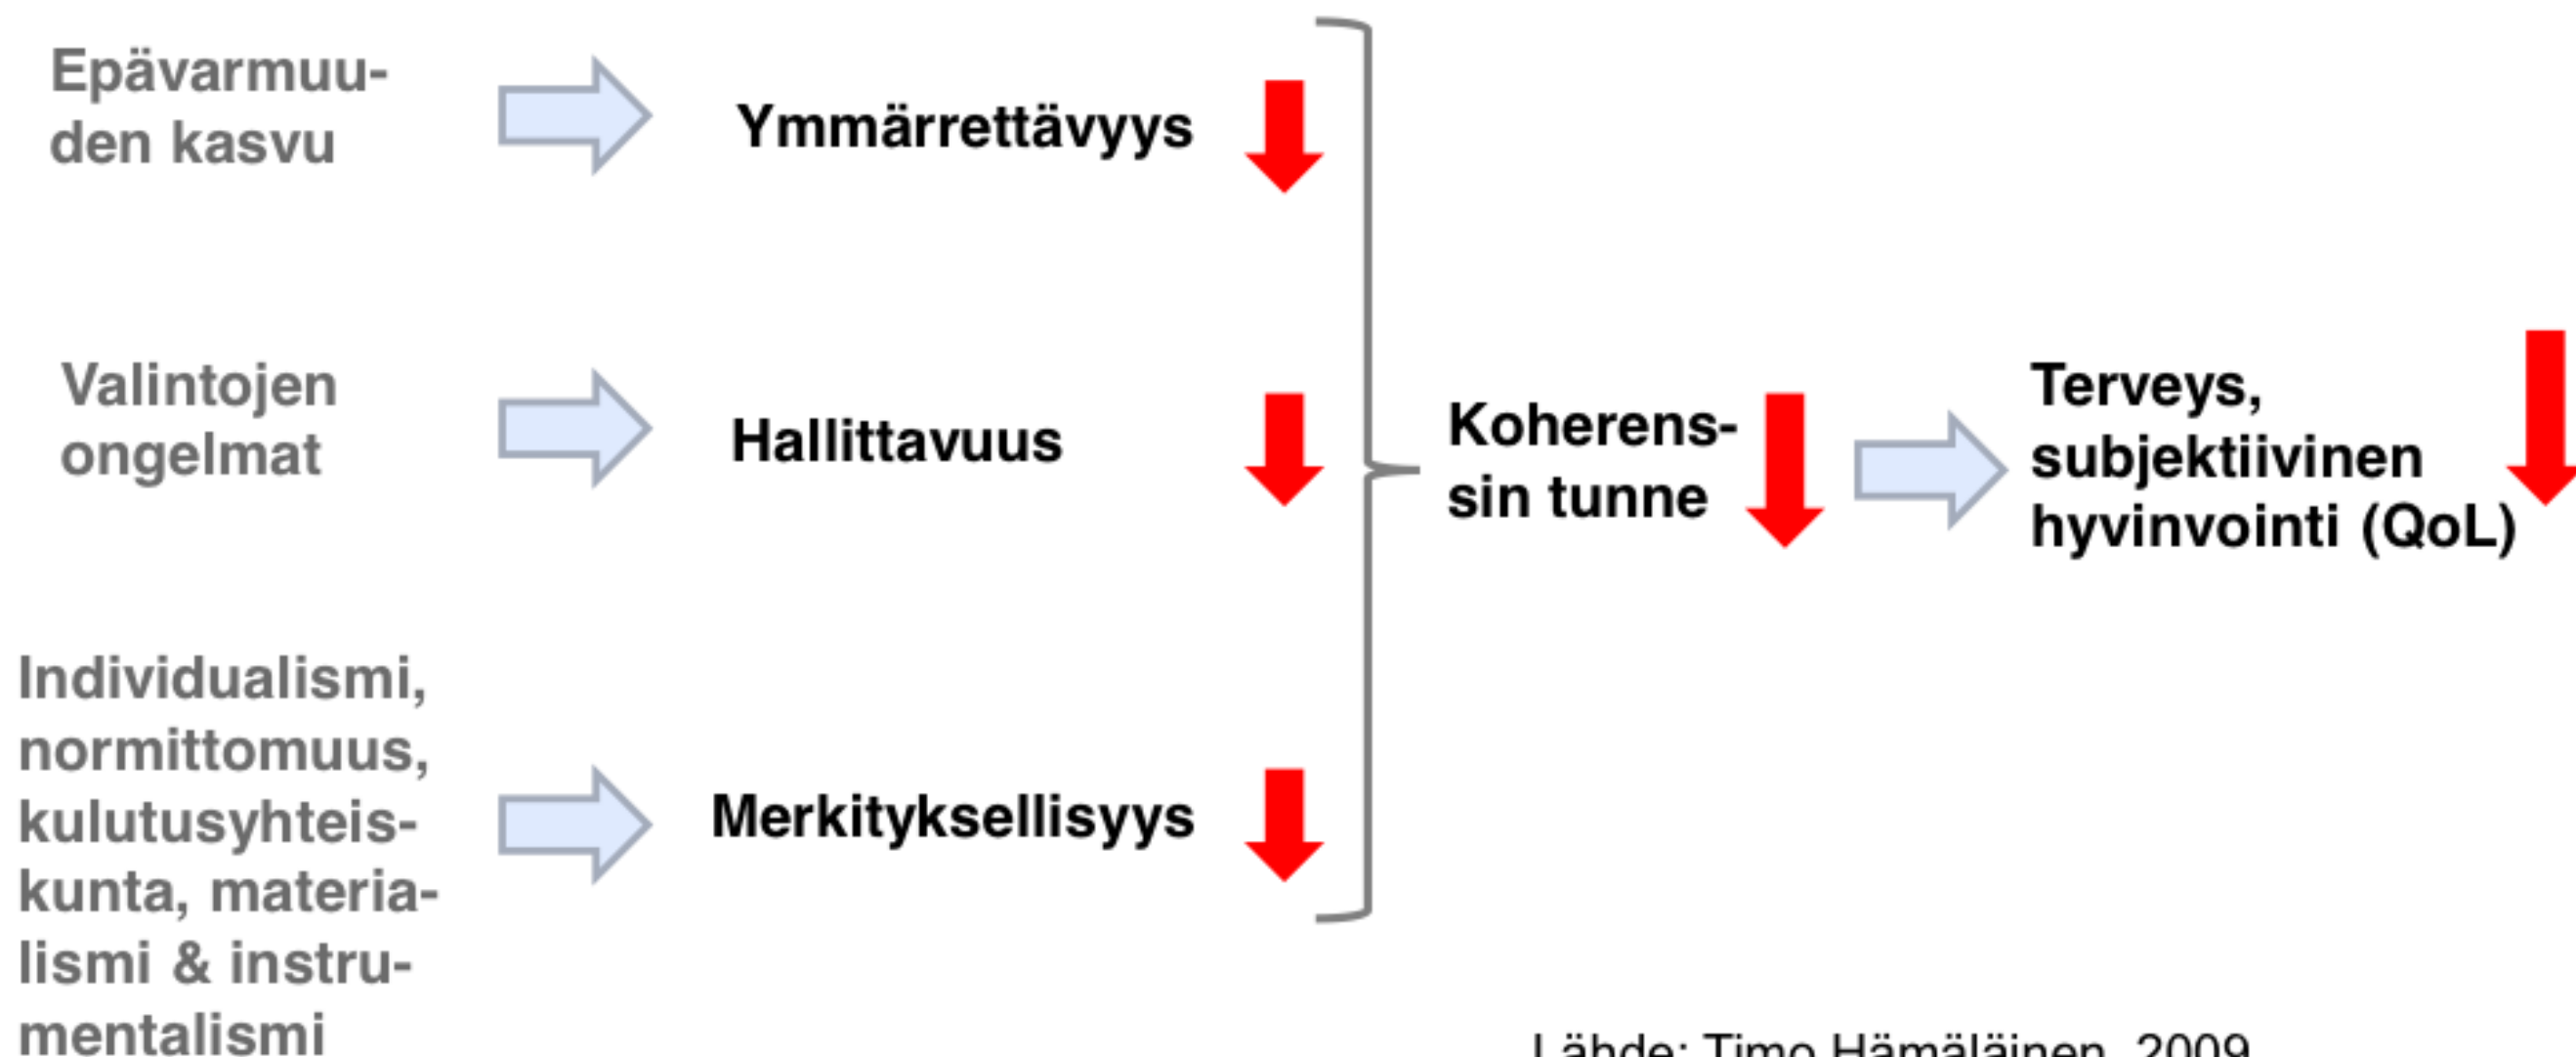 Epävarmuu-
den kasvu
Ymmärrettävyys
Valintojen
ongelmat
Hallittavuus
Koherens-
sin tunne
Terveys,
subjektiivinen
hyvinvointi (QoL)
Individualismi,
normittomuus,
kulutusyhteis-
kunta, materia-
lismi & instru-
mentalismi
Merkityksellisyys
Lähde: Timo Hämäläinen, 2009